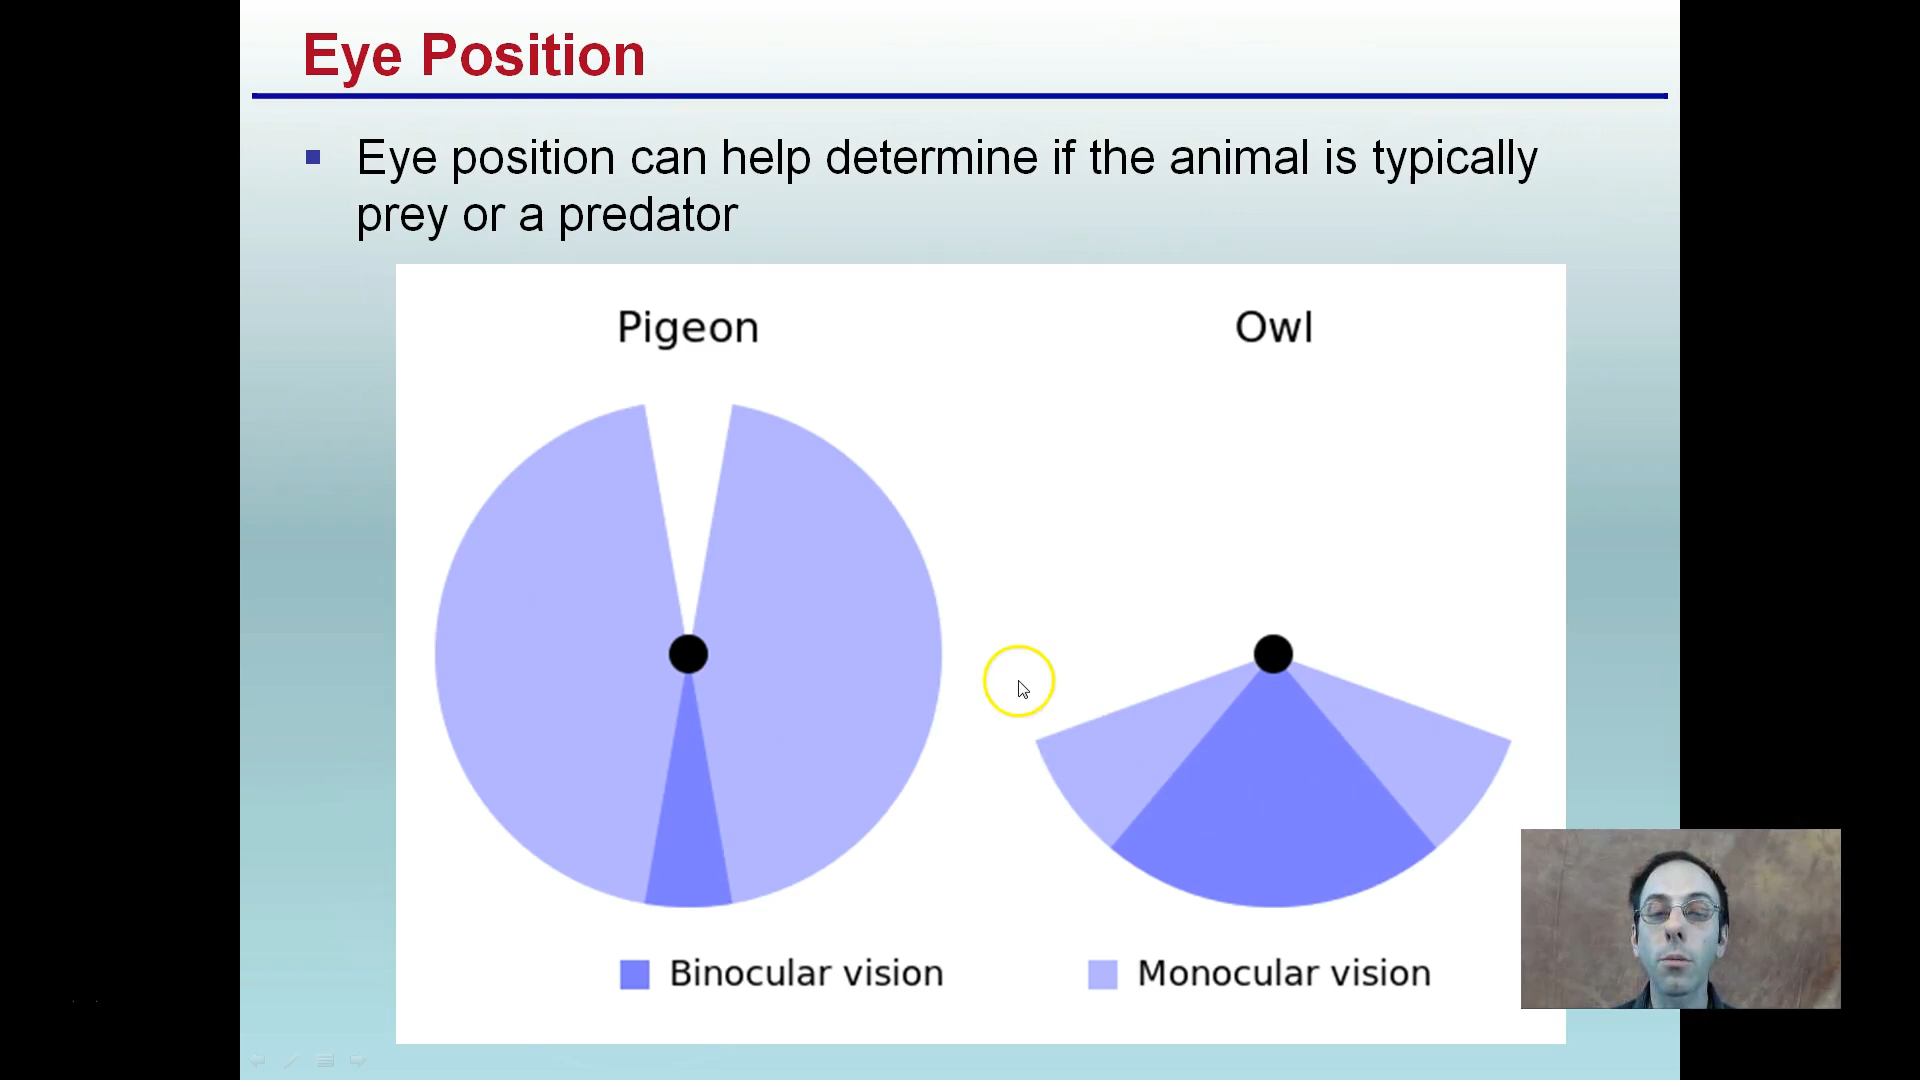 Eye Position
Eye position can help determine if the animal is typically
prey or a predator
Pigeon
Owl
Binocular vision
Monocular vision